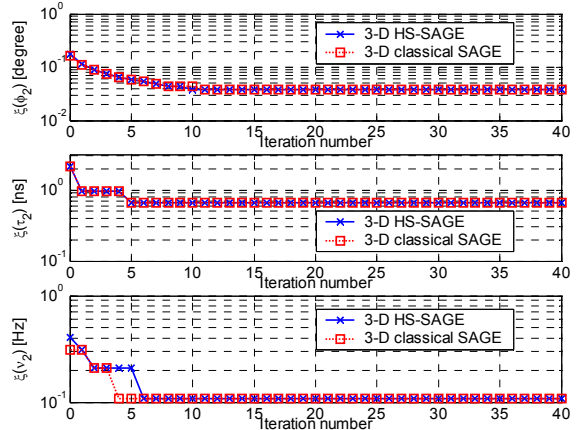 10^0
10^-1
10^-2
ξ(ϕ₂) [degree]
3-D HS-SAGE
3-D classical SAGE
0 5 10 15 20 25 30 35 40
Iteration number
10^0
10^-1
ξ(τ₂) [ns]
3-D HS-SAGE
3-D classical SAGE
0 5 10 15 20 25 30 35 40
Iteration number
10^0
10^-1
ξ(ν₂) [Hz]
3-D HS-SAGE
3-D classical SAGE
0 5 10 15 20 25 30 35 40
Iteration number